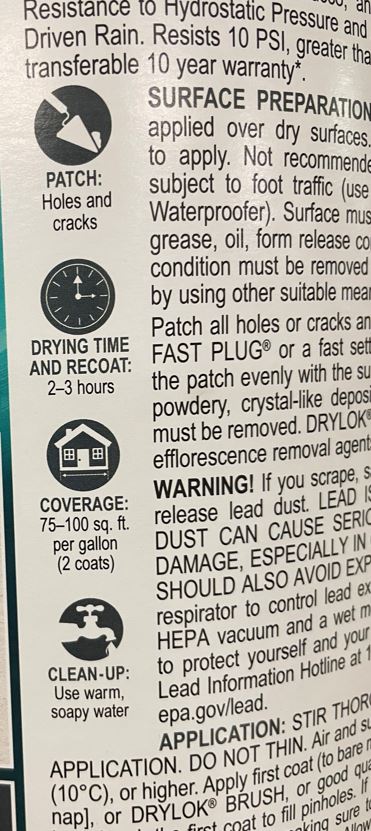 Resistance to Hydrostatic Pressure and
Driven Rain. Resists 10 PSI, greater tha
transferable 10 year warranty*.
PATCH:
Holes and
cracks
DRYING TIME
AND RECOAT:
2–3 hours
COVERAGE:
75–100 sq. ft.
per gallon
(2 coats)
CLEAN-UP:
Use warm,
soapy water
SURFACE PREPARATION
applied over dry surfaces.
to apply. Not recommende
subject to foot traffic (use
Waterproofer). Surface mus
grease, oil, form release co
condition must be removed
by using other suitable mea
Patch all holes or cracks an
FAST PLUG® or a fast sett
the patch evenly with the su
powdery, crystal-like deposi
must be removed. DRYLOK®
efflorescence removal agent
WARNING! If you scrape, s
release lead dust. LEAD IS
DUST CAN CAUSE SERIO
DAMAGE, ESPECIALLY IN
SHOULD ALSO AVOID EXP
respirator to control lead ex
HEPA vacuum and a wet m
to protect yourself and your
Lead Information Hotline at 1
epa.gov/lead.
APPLICATION: STIR THOR
APPLICATION. DO NOT THIN. Air and su
(10°C), or higher. Apply first coat (to bare m
nap], or DRYLOK® BRUSH, or good qua
first coat to fill pinholes. If
making sure to